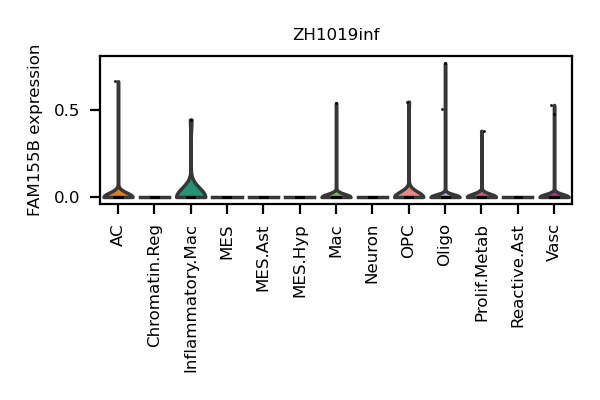 ZH1019inf
FAM155B expression
0.5
0.0
AC
Chromatin.Reg
Inflammatory.Mac
MES
MES.Ast
MES.Hyp
Mac
Neuron
OPC
Oligo
Prolif.Metab
Reactive.Ast
Vasc